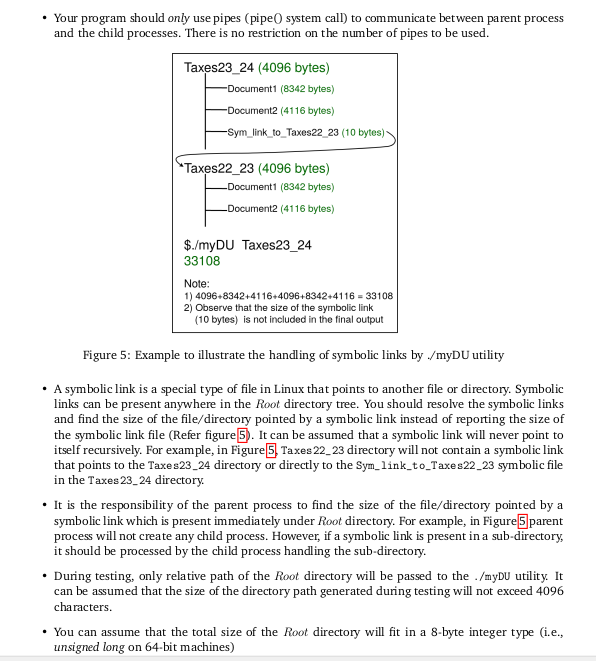 • Your program should only use pipes (pipe() system call) to communicate between parent process
and the child processes. There is no restriction on the number of pipes to be used.
Taxes23_24 (4096 bytes)
Document1 (8342 bytes)
Document2 (4116 bytes)
Sym_link_to_Taxes22_23 (10 bytes)
Taxes22_23 (4096 bytes)
Document1 (8342 bytes)
Document2 (4116 bytes)
$./myDU Taxes23_24
33108
Note:
1) 4096+8342+4116+4096+8342+4116 = 33108
2) Observe that the size of the symbolic link
(10 bytes) is not included in the final output
Figure 5: Example to illustrate the handling of symbolic links by ./myDU utility
• A symbolic link is a special type of file in Linux that points to another file or directory. Symbolic
links can be present anywhere in the Root directory tree. You should resolve the symbolic links
and find the size of the file/directory pointed by a symbolic link instead of reporting the size of
the symbolic link file (Refer figure 5). It can be assumed that a symbolic link will never point to
itself recursively. For example, in Figure 5, Taxes22_23 directory will not contain a symbolic link
that points to the Taxes23_24 directory or directly to the Sym_link_to_Taxes22_23 symbolic file
in the Taxes23_24 directory.
• It is the responsibility of the parent process to find the size of the file/directory pointed by a
symbolic link which is present immediately under Root directory. For example, in Figure 5 parent
process will not create any child process. However, if a symbolic link is present in a sub-directory,
it should be processed by the child process handling the sub-directory.
• During testing, only relative path of the Root directory will be passed to the ./myDU utility. It
can be assumed that the size of the directory path generated during testing will not exceed 4096
characters.
• You can assume that the total size of the Root directory will fit in a 8-byte integer type (i.e.,
unsigned long on 64-bit machines)